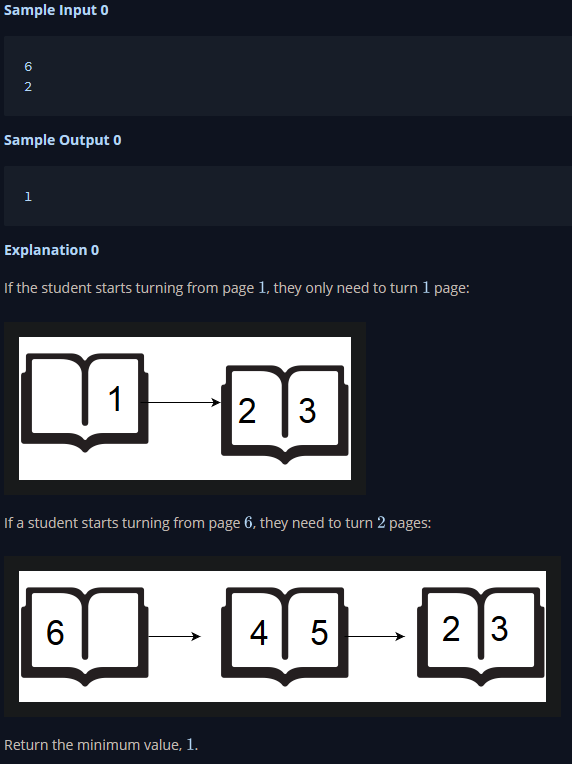 Sample Input 0
6
2
Sample Output 0
1
Explanation 0
If the student starts turning from page 1, they only need to turn 1 page:
1 2 3
If a student starts turning from page 6, they need to turn 2 pages:
6 4 5 2 3
Return the minimum value, 1.